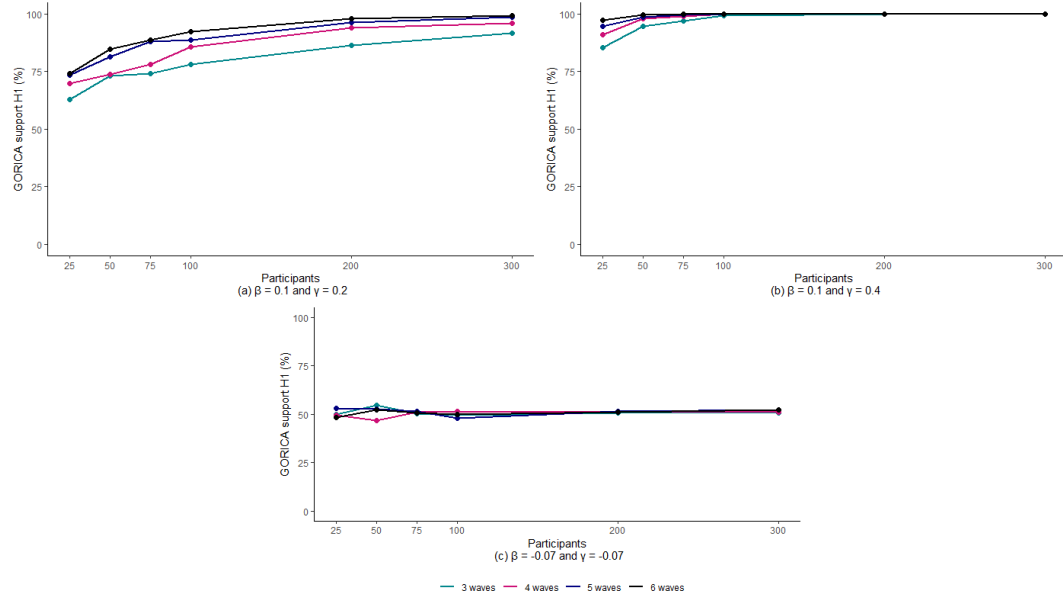 GORICA support H1 (%)
100
75
50
25
0
25 50 75 100 200 300
Participants
(a) β = 0.1 and γ = 0.2
GORICA support H1 (%)
100
75
50
25
0
25 50 75 100 200 300
Participants
(b) β = 0.1 and γ = 0.4
GORICA support H1 (%)
100
75
50
25
0
25 50 75 100 200 300
Participants
(c) β = -0.07 and γ = -0.07
3 waves 4 waves 5 waves 6 waves